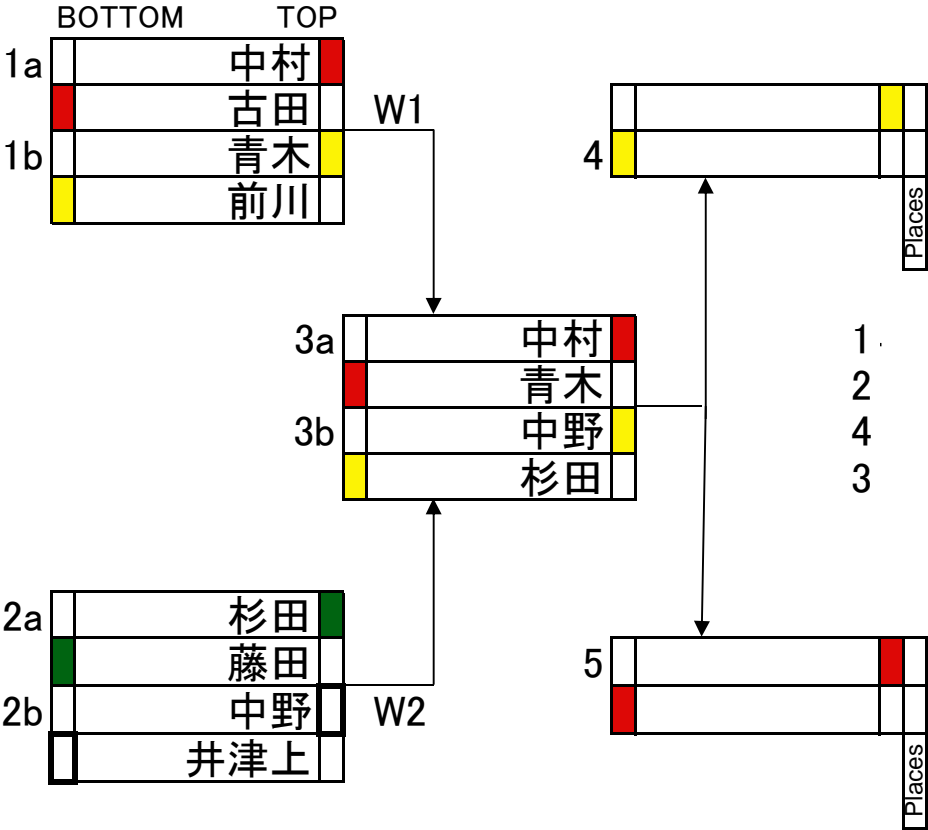 BOTTOM TOP
1a 中村
古田 W1
1b 青木
前川
4
Places
3a 中村 1
青木 2
3b 中野 4
杉田 3
2a 杉田
藤田
5
2b 中野 W2
井津上
Places